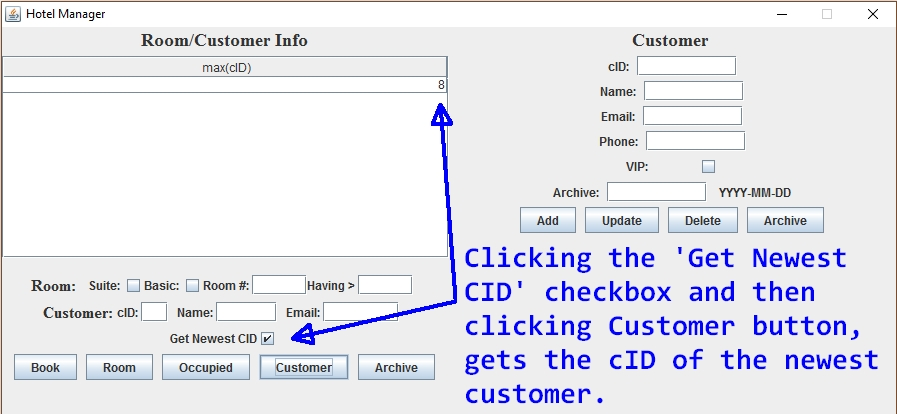 Hotel Manager
Room/Customer Info
max(cID)
8
Room: Suite: Basic: Room #: Having >
Customer: cID: Name: Email:
Get Newest CID
Book Room Occupied Customer Archive
Customer
cID:
Name:
Email:
Phone:
VIP:
Archive: YYYY-MM-DD
Add Update Delete Archive
Clicking the 'Get Newest
CID' checkbox and then
clicking Customer button,
gets the cID of the newest
customer.